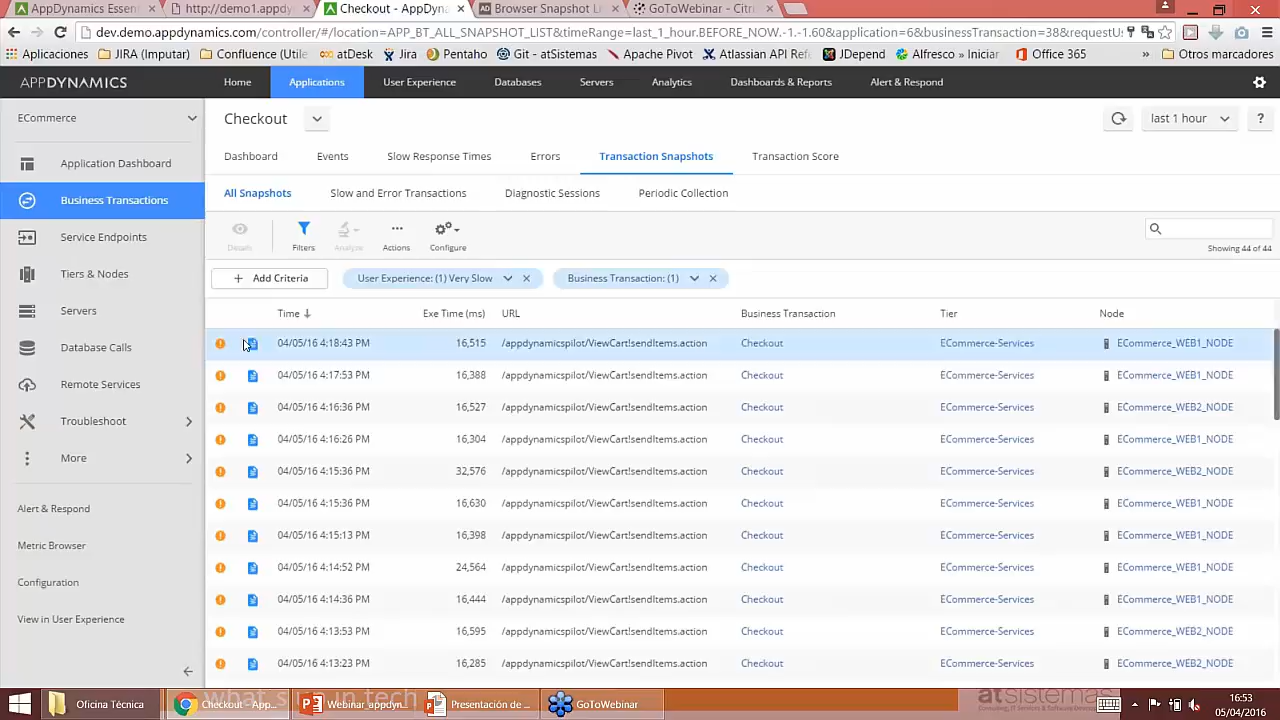 AppDynamics Essen
http://demo1.appdy
Checkout - AppDyna
Browser Snapshot Li
GoToWebinar - Citri
dev.demo.appdynamics.com/controller/#/location=APP_BT_ALL_SNAPSHOT_LIST&timeRange=last_1_hour.BEFORE_NOW.-1.-1.60&application=6&businessTransaction=38&requestU
Aplicaciones JIRA (Imputar) Confluence (Utile atDesk Jira Pentaho Git - atSistemas Apache Pivot Atlassian API Ref JDepend Alfresco » Iniciar Office 365 » Otros marcadores
APPDYNAMICS Home Applications User Experience Databases Servers Analytics Dashboards & Reports Alert & Respond
ECommerce
Application Dashboard
Business Transactions
Service Endpoints
Tiers & Nodes
Servers
Database Calls
Remote Services
Troubleshoot
More
Alert & Respond
Metric Browser
Configuration
View in User Experience
Checkout last 1 hour ?
Dashboard Events Slow Response Times Errors Transaction Snapshots Transaction Score
All Snapshots Slow and Error Transactions Diagnostic Sessions Periodic Collection
Details Filters Analyze Actions Configure
Showing 44 of 44
+ Add Criteria User Experience: (1) Very Slow Business Transaction: (1)
Time Exe Time (ms) URL Business Transaction Tier Node
04/05/16 4:18:43 PM 16,515 /appdynamicspilot/ViewCart!sendItems.action Checkout ECommerce-Services ECommerce_WEB1_NODE
04/05/16 4:17:53 PM 16,388 /appdynamicspilot/ViewCart!sendItems.action Checkout ECommerce-Services ECommerce_WEB1_NODE
04/05/16 4:16:36 PM 16,527 /appdynamicspilot/ViewCart!sendItems.action Checkout ECommerce-Services ECommerce_WEB2_NODE
04/05/16 4:16:26 PM 16,304 /appdynamicspilot/ViewCart!sendItems.action Checkout ECommerce-Services ECommerce_WEB1_NODE
04/05/16 4:15:36 PM 32,576 /appdynamicspilot/ViewCart!sendItems.action Checkout ECommerce-Services ECommerce_WEB2_NODE
04/05/16 4:15:36 PM 16,630 /appdynamicspilot/ViewCart!sendItems.action Checkout ECommerce-Services ECommerce_WEB1_NODE
04/05/16 4:15:13 PM 16,398 /appdynamicspilot/ViewCart!sendItems.action Checkout ECommerce-Services ECommerce_WEB1_NODE
04/05/16 4:14:52 PM 24,564 /appdynamicspilot/ViewCart!sendItems.action Checkout ECommerce-Services ECommerce_WEB1_NODE
04/05/16 4:14:36 PM 16,444 /appdynamicspilot/ViewCart!sendItems.action Checkout ECommerce-Services ECommerce_WEB1_NODE
04/05/16 4:13:53 PM 16,595 /appdynamicspilot/ViewCart!sendItems.action Checkout ECommerce-Services ECommerce_WEB2_NODE
04/05/16 4:13:23 PM 16,285 /appdynamicspilot/ViewCart!sendItems.action Checkout ECommerce-Services ECommerce_WEB2_NODE
Oficina Técnica Checkout - App... Webinar_appdyn... Presentación de ... GoToWebinar
atsistemas
16:53
05/04/2016